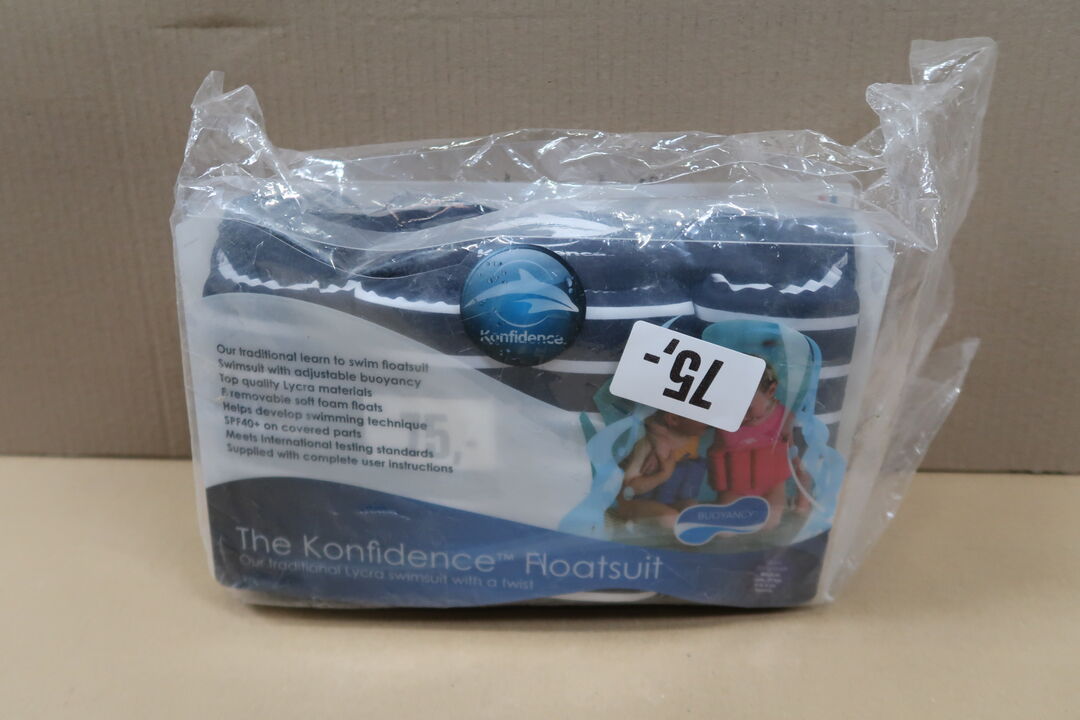 Konfidence
75,-
Our traditional learn to swim floatsuit
Swimsuit with adjustable buoyancy
Top quality Lycra materials
removable soft foam floats
Helps develop swimming technique
SPF40+ on covered parts
Meets International testing standards
Supplied with complete user instructions
75,-
BUOYANCY
The Konfidence™ Floatsuit
Our traditional Lycra swimsuit with a twist